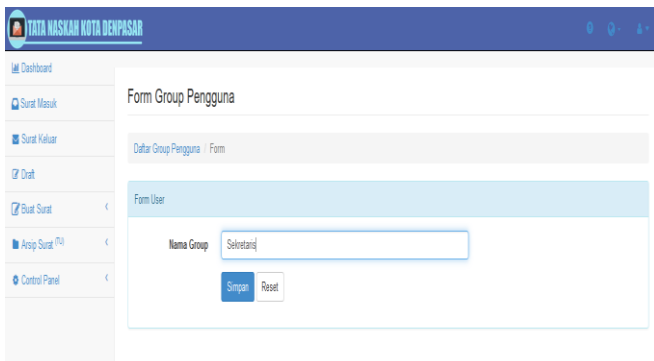 TATA NASKAH KOTA DENPASAR
Dashboard
Surat Masuk
Surat Keluar
Draft
Buat Surat
Arsip Surat (TU)
Control Panel
Form Group Pengguna
Daftar Group Pengguna / Form
Form User
Nama Group Sekretaris
Simpan Reset